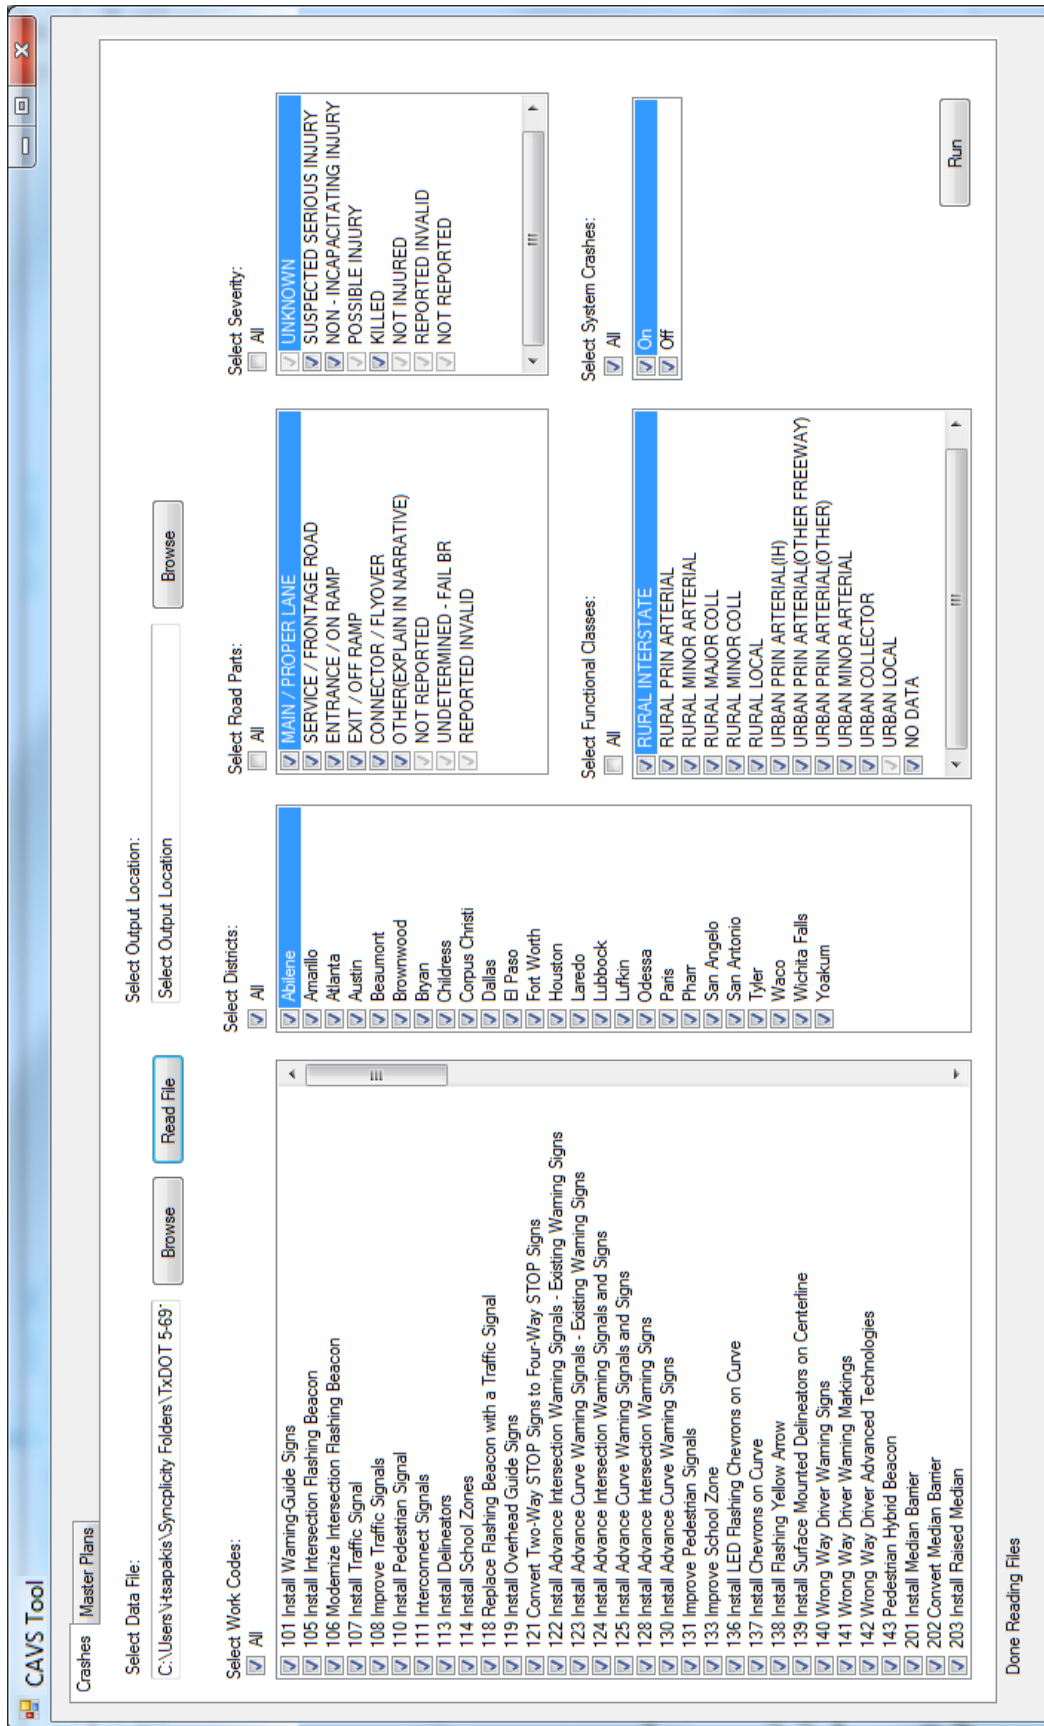 CAVS Tool
Crashes
Master Plans
Select Data File:
C:\Users\i-tsapakis\Syncplicity Folders\TxDOT 5-69
Browse
Read File
Select Output Location:
Select Output Location
Browse
Select Work Codes:
All
101 Install Warning-Guide Signs
105 Install Intersection Flashing Beacon
106 Modernize Intersection Flashing Beacon
107 Install Traffic Signal
108 Improve Traffic Signals
110 Install Pedestrian Signal
111 Interconnect Signals
113 Install Delineators
114 Install School Zones
118 Replace Flashing Beacon with a Traffic Signal
119 Install Overhead Guide Signs
121 Convert Two-Way STOP Signs to Four-Way STOP Signs
122 Install Advance Intersection Warning Signals - Existing Warning Signs
123 Install Advance Curve Warning Signals - Existing Warning Signs
124 Install Advance Intersection Warning Signals and Signs
125 Install Advance Curve Warning Signals and Signs
128 Install Advance Intersection Warning Signs
130 Install Advance Curve Warning Signs
131 Improve Pedestrian Signals
133 Improve School Zone
136 Install LED Flashing Chevrons on Curve
137 Install Chevrons on Curve
138 Install Flashing Yellow Arrow
139 Install Surface Mounted Delineators on Centerline
140 Wrong Way Driver Warning Signs
141 Wrong Way Driver Warning Markings
142 Wrong Way Driver Advanced Technologies
143 Pedestrian Hybrid Beacon
201 Install Median Barrier
202 Convert Median Barrier
203 Install Raised Median
Select Districts:
All
Abilene
Amarillo
Atlanta
Austin
Beaumont
Brownwood
Bryan
Childress
Corpus Christi
Dallas
El Paso
Fort Worth
Houston
Laredo
Lubbock
Lufkin
Odessa
Paris
Pharr
San Angelo
San Antonio
Tyler
Waco
Wichita Falls
Yoakum
Select Road Parts:
All
MAIN / PROPER LANE
SERVICE / FRONTAGE ROAD
ENTRANCE / ON RAMP
EXIT / OFF RAMP
CONNECTOR / FLYOVER
OTHER(EXPLAIN IN NARRATIVE)
NOT REPORTED
UNDETERMINED - FAIL BR
REPORTED INVALID
Select Severity:
All
UNKNOWN
SUSPECTED SERIOUS INJURY
NON - INCAPACITATING INJURY
POSSIBLE INJURY
KILLED
NOT INJURED
REPORTED INVALID
NOT REPORTED
Select Functional Classes:
All
RURAL INTERSTATE
RURAL PRIN ARTERIAL
RURAL MINOR ARTERIAL
RURAL MAJOR COLL
RURAL MINOR COLL
RURAL LOCAL
URBAN PRIN ARTERIAL(IH)
URBAN PRIN ARTERIAL(OTHER FREEWAY)
URBAN PRIN ARTERIAL(OTHER)
URBAN MINOR ARTERIAL
URBAN COLLECTOR
URBAN LOCAL
NO DATA
Select System Crashes:
All
On
Off
Run
Done Reading Files